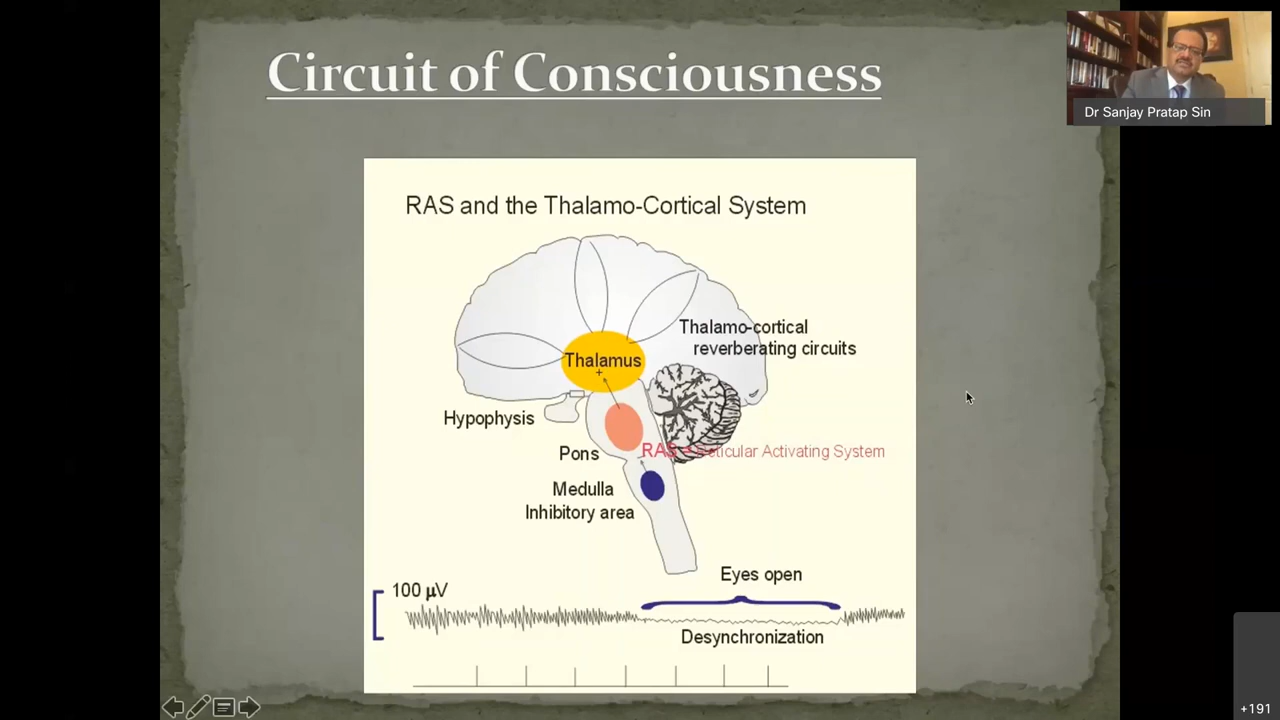 Circuit of Consciousness
Dr Sanjay Pratap Sin
RAS and the Thalamo-Cortical System
Thalamo-cortical
reverberating circuits
Thalamus
+
Hypophysis
Pons
RAS = Reticular Activating System
Medulla
Inhibitory area
Eyes open
100 µV
Desynchronization
+191